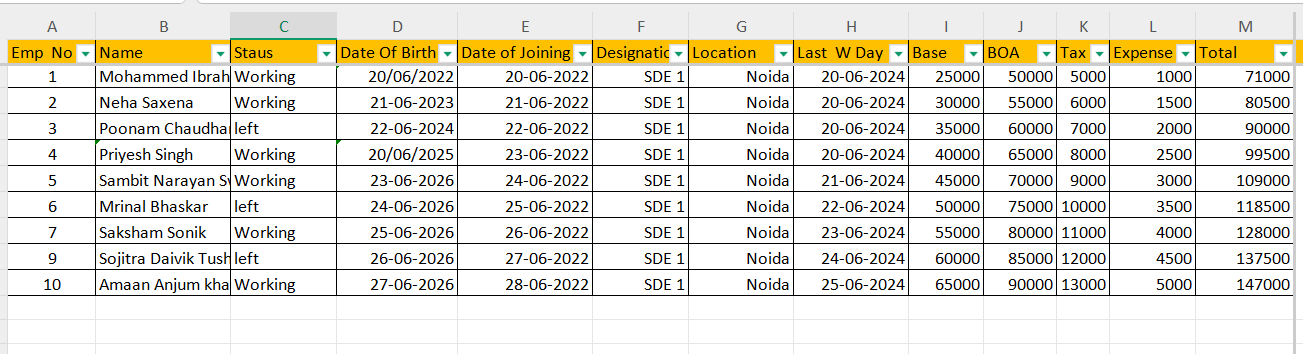 A B C D E F G H I J K L M
Emp No Name Staus Date Of Birth Date of Joining Designatic Location Last W Day Base BOA Tax Expense Total
1 Mohammed Ibrah Working 20/06/2022 20-06-2022 SDE 1 Noida 20-06-2024 25000 50000 5000 1000 71000
2 Neha Saxena Working 21-06-2023 21-06-2022 SDE 1 Noida 20-06-2024 30000 55000 6000 1500 80500
3 Poonam Chaudha left 22-06-2024 22-06-2022 SDE 1 Noida 20-06-2024 35000 60000 7000 2000 90000
4 Priyesh Singh Working 20/06/2025 23-06-2022 SDE 1 Noida 20-06-2024 40000 65000 8000 2500 99500
5 Sambit Narayan Sw Working 23-06-2026 24-06-2022 SDE 1 Noida 21-06-2024 45000 70000 9000 3000 109000
6 Mrinal Bhaskar left 24-06-2026 25-06-2022 SDE 1 Noida 22-06-2024 50000 75000 10000 3500 118500
7 Saksham Sonik Working 25-06-2026 26-06-2022 SDE 1 Noida 23-06-2024 55000 80000 11000 4000 128000
9 Sojitra Daivik Tush left 26-06-2026 27-06-2022 SDE 1 Noida 24-06-2024 60000 85000 12000 4500 137500
10 Amaan Anjum kha Working 27-06-2026 28-06-2022 SDE 1 Noida 25-06-2024 65000 90000 13000 5000 147000